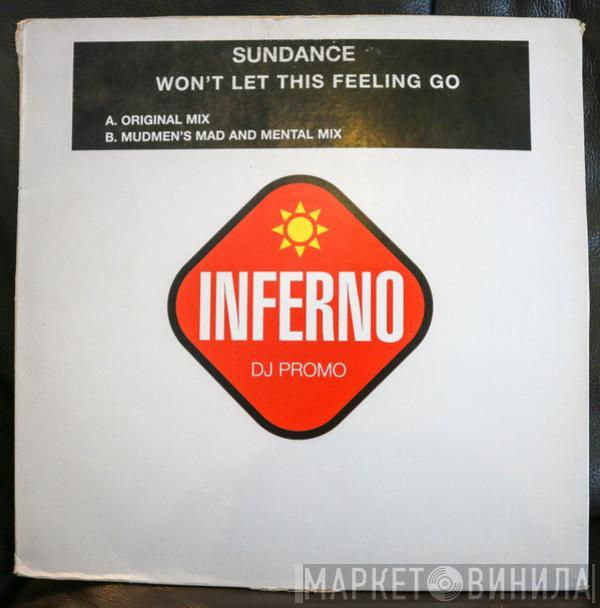 SUNDANCE
WON'T LET THIS FEELING GO
A. ORIGINAL MIX
B. MUDMEN'S MAD AND MENTAL MIX
INFERNO
DJ PROMO
МАРКЕТ ВИНИЛА